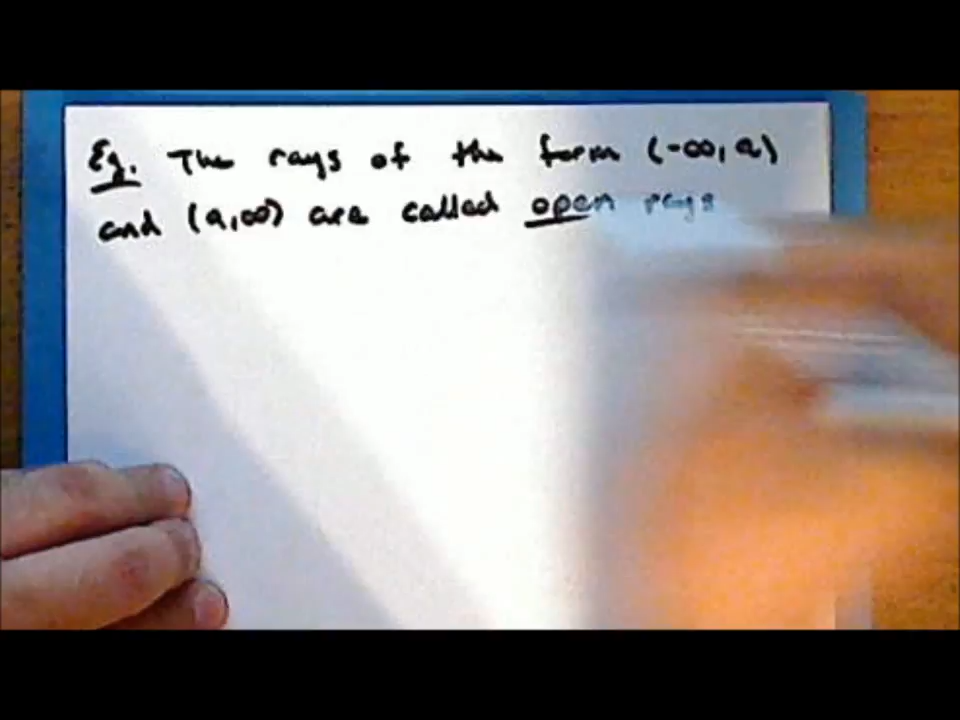 Eg. The rays of the form (-∞, a)
and (a, ∞) are called open rays